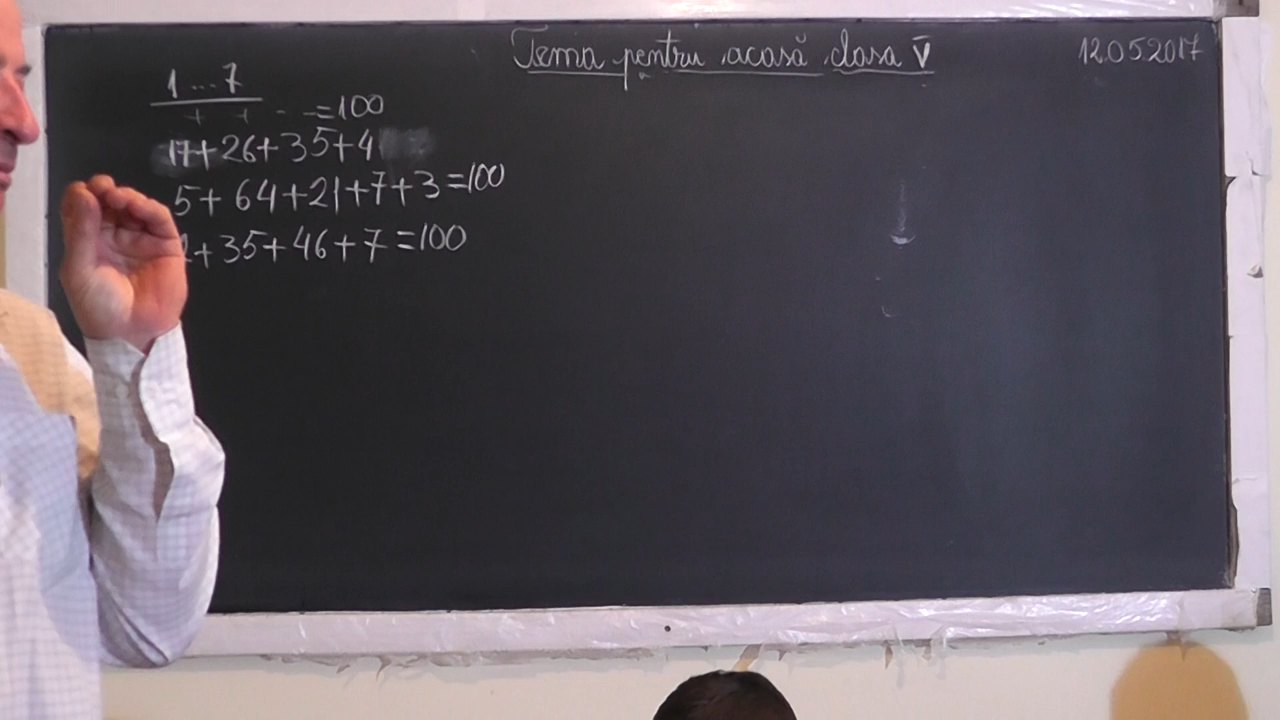 Tema pentru acasă clasa V
12.05.2017
1...7
+ + - - =100
17+26+35+4
5+64+21+7+3=100
2+35+46+7=100